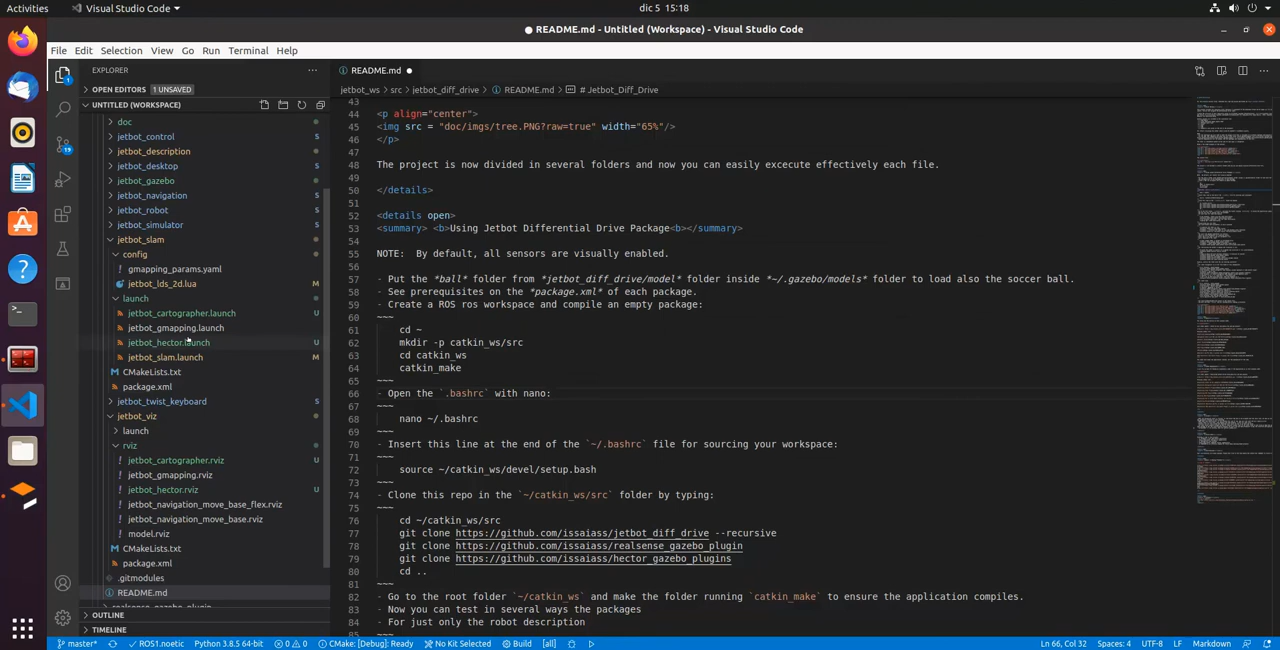 Activities
Visual Studio Code
dic 5 15:18
README.md - Untitled (Workspace) - Visual Studio Code
File Edit Selection View Go Run Terminal Help
EXPLORER
OPEN EDITORS 1 UNSAVED
UNTITLED (WORKSPACE)
doc
jetbot_control S
jetbot_description
jetbot_desktop S
jetbot_gazebo
jetbot_navigation S
jetbot_robot S
jetbot_simulator S
jetbot_slam
config
gmapping_params.yaml
jetbot_lds_2d.lua M
launch
jetbot_cartographer.launch U
jetbot_gmapping.launch
jetbot_hector.launch U
jetbot_slam.launch M
CMakeLists.txt
package.xml
jetbot_twist_keyboard S
jetbot_viz
launch
rviz
jetbot_cartographer.rviz U
jetbot_gmapping.rviz
jetbot_hector.rviz U
jetbot_navigation_move_base_flex.rviz
jetbot_navigation_move_base.rviz
model.rviz
CMakeLists.txt
package.xml
.gitmodules
README.md
realsense_gazebo_plugin
OUTLINE
TIMELINE
1
19
README.md
jetbot_ws > src > jetbot_diff_drive > README.md > # Jetbot_Diff_Drive
43
44 <p align="center">
45 <img src = "doc/imgs/tree.PNG?raw=true" width="65%"/>
46 </p>
47
48 The project is now divided in several folders and now you can easily excecute effectively each file.
49
50 </details>
51
52 <details open>
53 <summary> <b>Using Jetbot Differential Drive Package<b></summary>
54
55 NOTE:  By default, all sensors are visually enabled.
56
57 - Put the *ball* folder from *jetbot_diff_drive/model* folder inside *~/.gazebo/models* folder to load also the soccer ball.
58 - See prerequisites on the *package.xml* of each package.
59 - Create a ROS ros workspace and compile an empty package:
60 ~~~
61 cd ~
62 mkdir -p catkin_ws/src
63 cd catkin_ws
64 catkin_make
65 ~~~
66 - Open the `.bashrc` with nano:
67 ~~~
68 nano ~/.bashrc
69 ~~~
70 - Insert this line at the end of the `~/.bashrc` file for sourcing your workspace:
71 ~~~
72 source ~/catkin_ws/devel/setup.bash
73 ~~~
74 - Clone this repo in the `~/catkin_ws/src` folder by typing:
75 ~~~
76 cd ~/catkin_ws/src
77 git clone https://github.com/issaiass/jetbot_diff_drive --recursive
78 git clone https://github.com/issaiass/realsense_gazebo_plugin
79 git clone https://github.com/issaiass/hector_gazebo_plugins
80 cd ..
81 ~~~
82 - Go to the root folder `~/catkin_ws` and make the folder running `catkin_make` to ensure the application compiles.
83 - Now you can test in several ways the packages
84 - For just only the robot description
85 ~~~
master* ROS1.noetic Python 3.8.5 64-bit 0 0 CMake: [Debug]: Ready No Kit Selected Build [all]
Ln 66, Col 32 Spaces: 4 UTF-8 LF Markdown